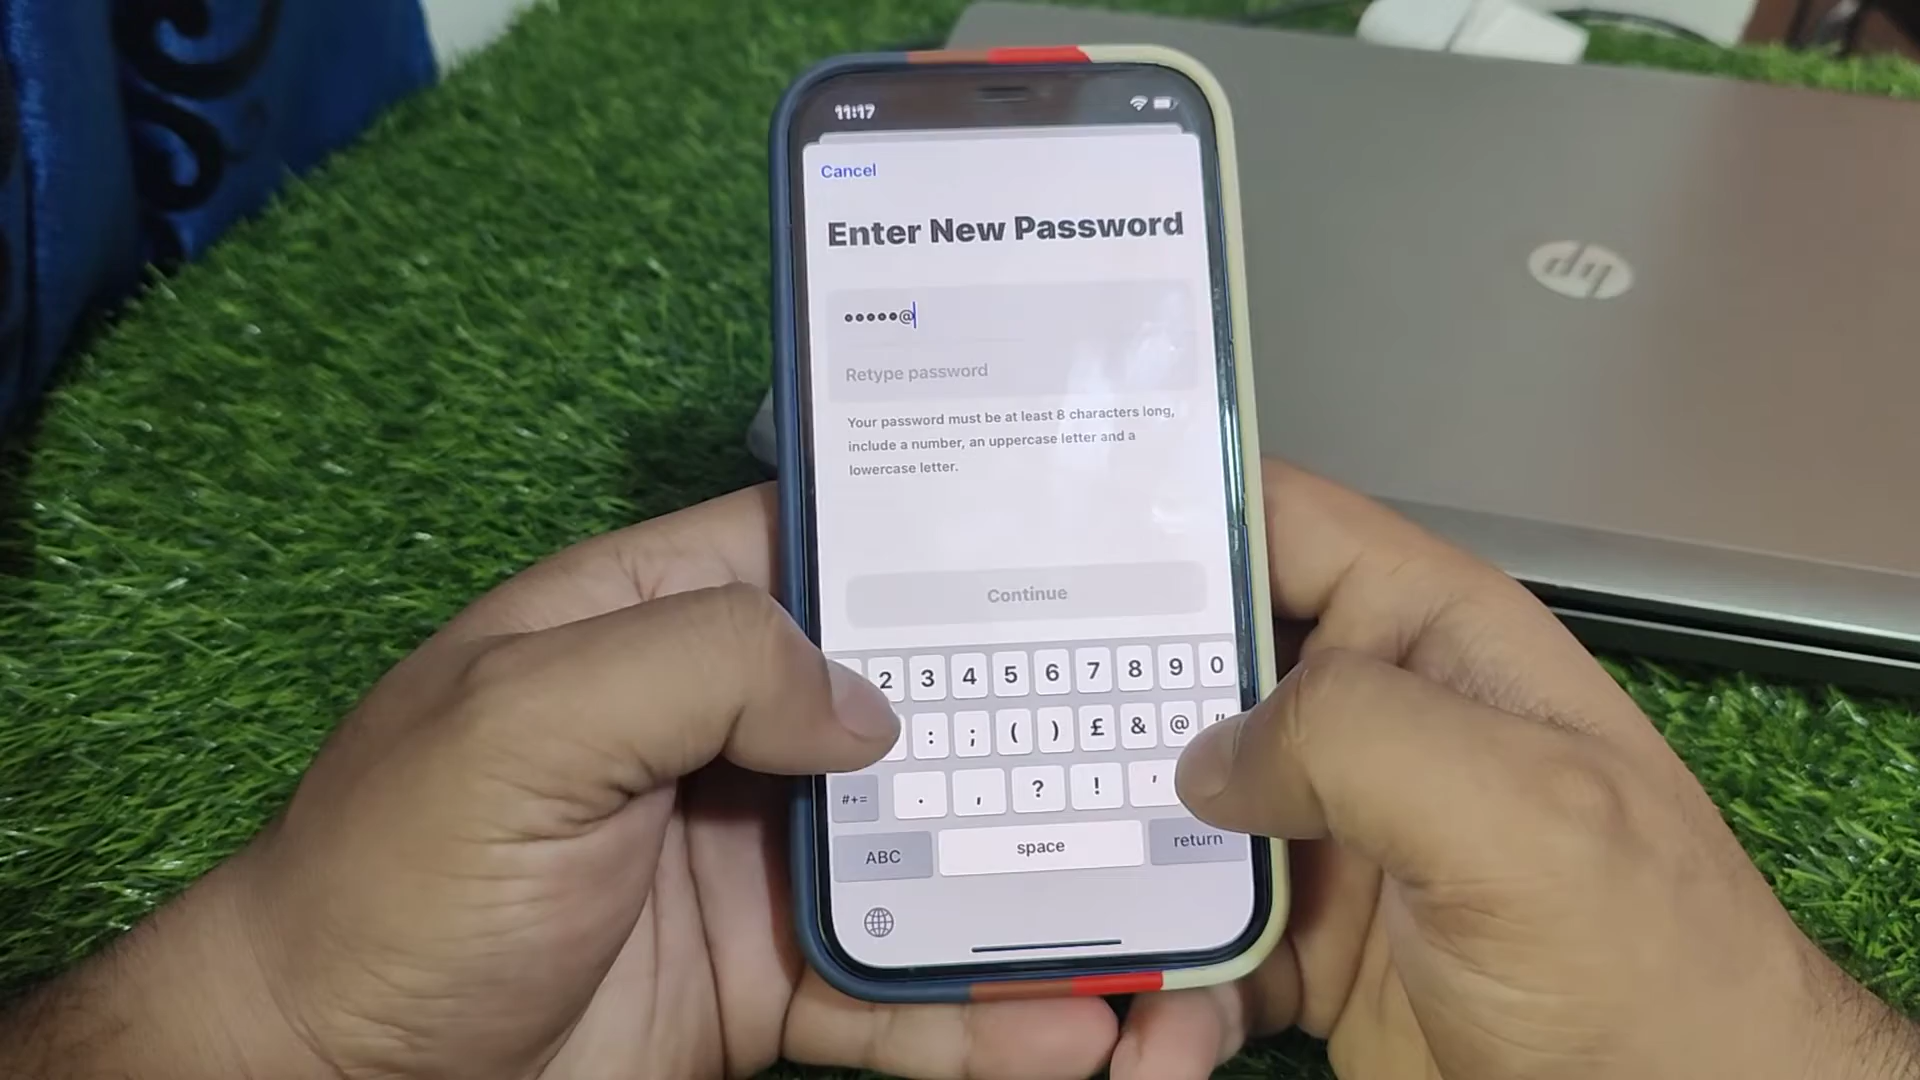 11:17
Cancel
Enter New Password
•••••@
Retype password
Your password must be at least 8 characters long,
include a number, an uppercase letter and a
lowercase letter.
Continue
2 3 4 5 6 7 8 9 0
: ; ( ) £ & @ "
#+= . , ? ! '
ABC space return
hp